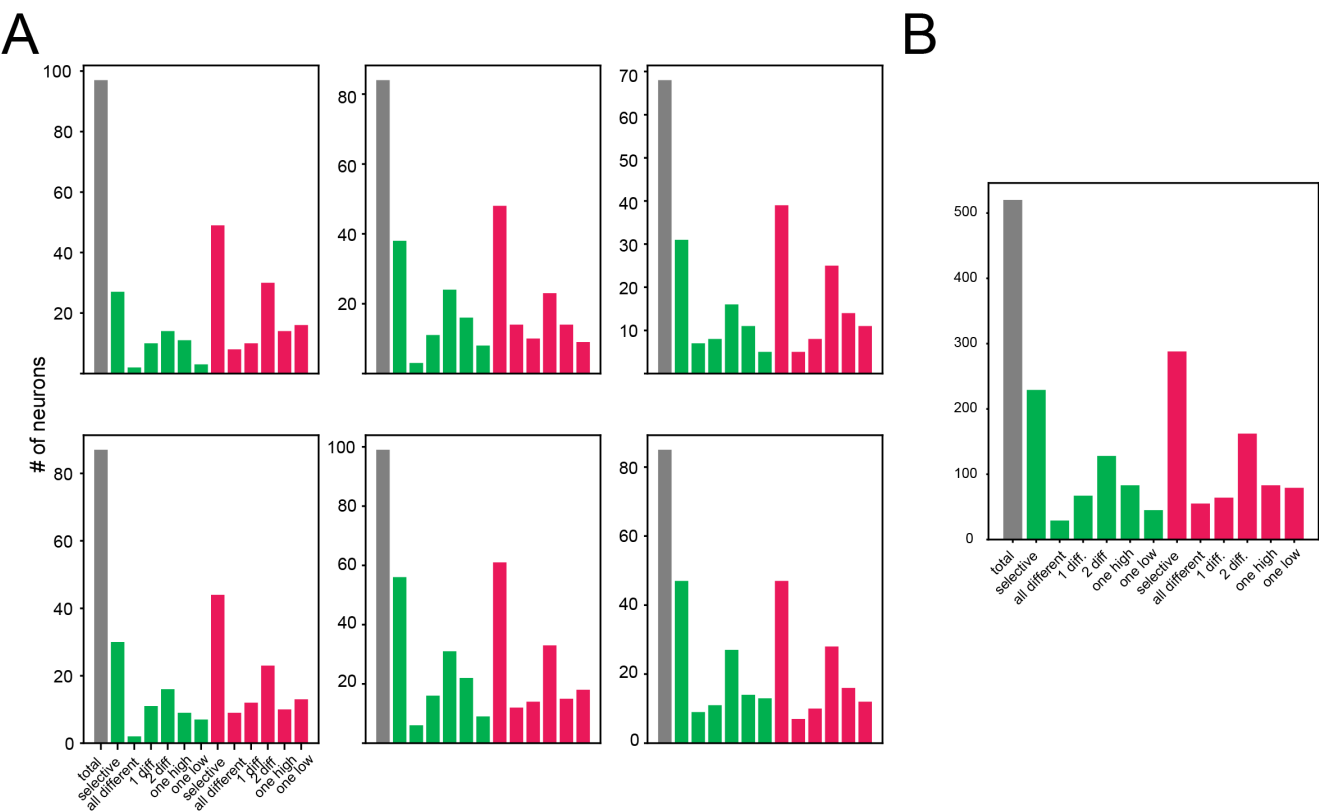 A
B
# of neurons
100
80
60
40
20
80
60
40
20
70
60
50
40
30
20
10
80
60
40
20
0
100
80
60
40
20
80
60
40
20
0
total
selective
all different
1 diff
2 diff
one high
one low
selective
all different
1 diff
2 diff
one high
one low
500
400
300
200
100
0
total
selective
all different
1 diff.
2 diff
one high
one low
selective
all different
1 diff.
2 diff.
one high
one low